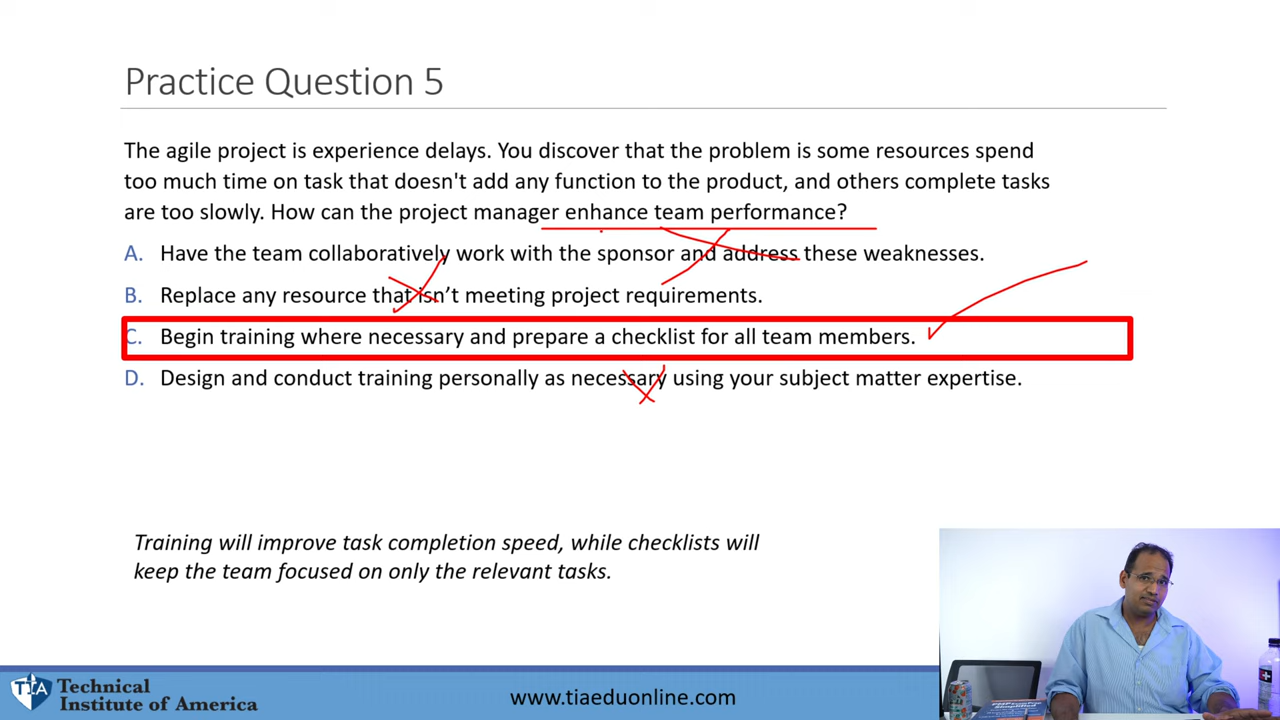 Practice Question 5
The agile project is experience delays. You discover that the problem is some resources spend
too much time on task that doesn't add any function to the product, and others complete tasks
are too slowly. How can the project manager enhance team performance?
A. Have the team collaboratively work with the sponsor and address these weaknesses.
B. Replace any resource that isn't meeting project requirements.
C. Begin training where necessary and prepare a checklist for all team members.
D. Design and conduct training personally as necessary using your subject matter expertise.
Training will improve task completion speed, while checklists will
keep the team focused on only the relevant tasks.
TIA
Technical
Institute of America
www.tiaeduonline.com